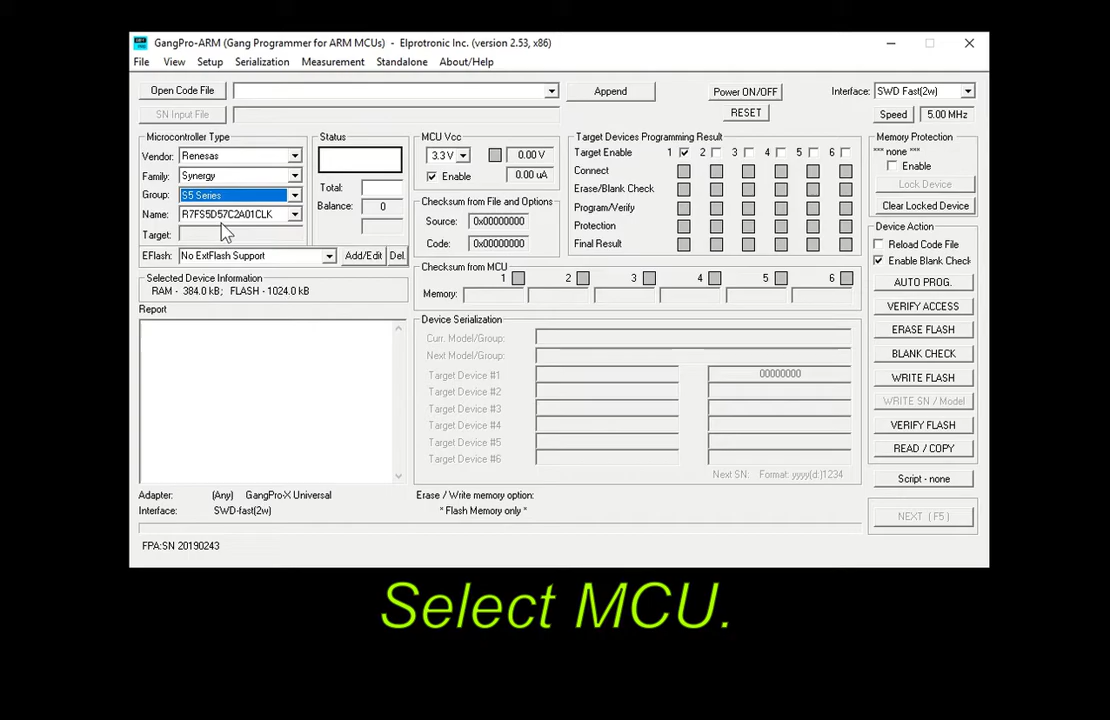 GangPro-ARM (Gang Programmer for ARM MCUs) - Elprotronic Inc. (version 2.53, x86)
File View Setup Serialization Measurement Standalone About/Help
Open Code File Append Power ON/OFF Interface: SWD Fast(2w)
SN Input File RESET Speed 5.00 MHz
Microcontroller Type
Vendor: Renesas
Family: Synergy
Group: S5 Series
Name: R7FS5D57C2A01CLK
Target:
EFlash: No ExtFlash Support Add/Edit Del.
Selected Device Information
RAM - 384.0 kB; FLASH - 1024.0 kB
Report
Status
Total:
Balance: 0
MCU Vcc
3.3 V 0.00 V
Enable 0.00 uA
Checksum from File and Options
Source: 0x00000000
Code: 0x00000000
Target Devices Programming Result
Target Enable 1 2 3 4 5 6
Connect
Erase/Blank Check
Program/Verify
Protection
Final Result
Checksum from MCU
1 2 3 4 5 6
Memory:
Device Serialization
Curr. Model/Group:
Next Model/Group:
Target Device #1 00000000
Target Device #2
Target Device #3
Target Device #4
Target Device #5
Target Device #6
Next SN: Format: yyyy(d:)1234
Memory Protection
*** none ***
Enable
Lock Device
Clear Locked Device
Device Action
Reload Code File
Enable Blank Check
AUTO PROG.
VERIFY ACCESS
ERASE FLASH
BLANK CHECK
WRITE FLASH
WRITE SN / Model
VERIFY FLASH
READ / COPY
Script - none
NEXT ( F5 )
Adapter: (Any) GangPro-X Universal
Interface: SWD-fast(2w)
Erase / Write memory option:
* Flash Memory only *
FPA:SN 20190243
Select MCU.